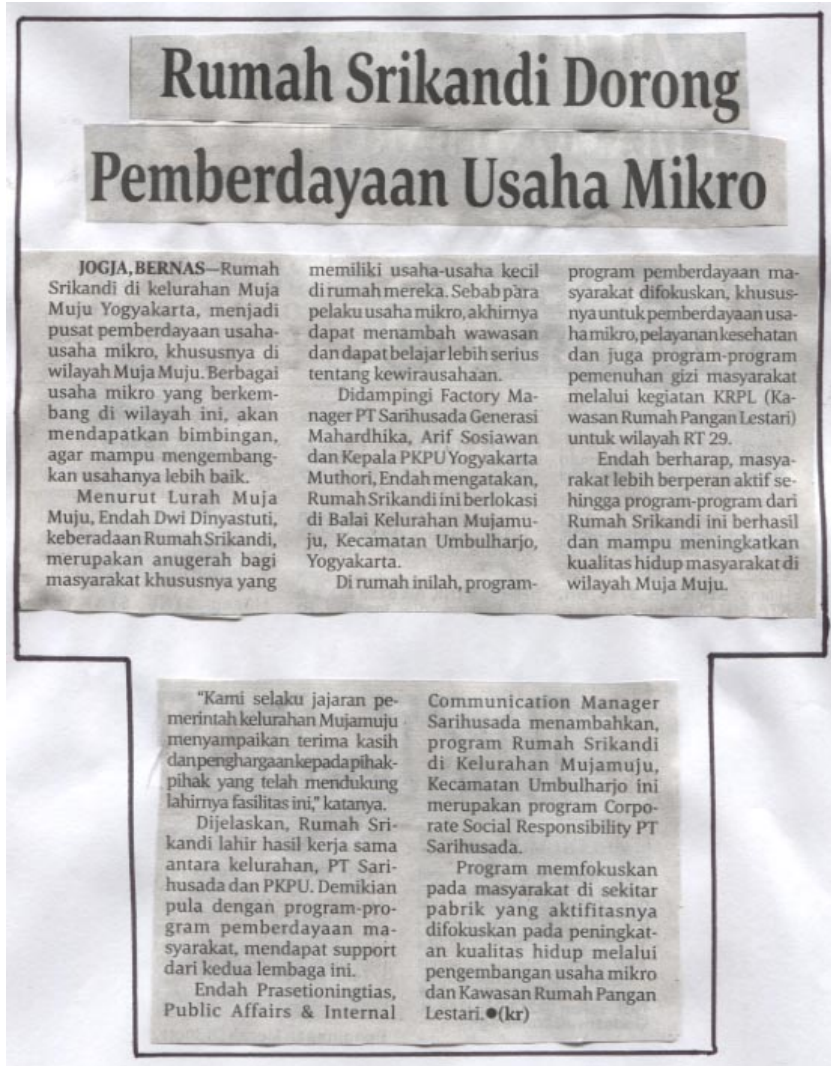 Rumah Srikandi Dorong
Pemberdayaan Usaha Mikro
JOGJA, BERNAS—Rumah
Srikandi di kelurahan Muja
Muju Yogyakarta, menjadi
pusat pemberdayaan usaha-
usaha mikro, khususnya di
wilayah Muja Muju. Berbagai
usaha mikro yang berkem-
bang di wilayah ini, akan
mendapatkan bimbingan,
agar mampu mengembang-
kan usahanya lebih baik.
Menurut Lurah Muja
Muju, Endah Dwi Dinyastuti,
keberadaan Rumah Srikandi,
merupakan anugerah bagi
masyarakat khususnya yang
memiliki usaha-usaha kecil
di rumah mereka. Sebab para
pelaku usaha mikro, akhirnya
dapat menambah wawasan
dan dapat belajar lebih serius
tentang kewirausahaan.
Didampingi Factory Ma-
nager PT Sarihusada Generasi
Mahardhika, Arif Sosiawan
dan Kepala PKPU Yogyakarta
Muthori, Endah mengatakan,
Rumah Srikandi ini berlokasi
di Balai Kelurahan Mujamu-
ju, Kecamatan Umbulharjo,
Yogyakarta.
Di rumah inilah, program-
program pemberdayaan ma-
syarakat difokuskan, khusus-
nya untuk pemberdayaan usa-
ha mikro, pelayanan kesehatan
dan juga program-program
pemenuhan gizi masyarakat
melalui kegiatan KRPL (Ka-
wasan Rumah Pangan Lestari)
untuk wilayah RT 29.
Endah berharap, masya-
rakat lebih berperan aktif se-
hingga program-program dari
Rumah Srikandi ini berhasil
dan mampu meningkatkan
kualitas hidup masyarakat di
wilayah Muja Muju.
"Kami selaku jajaran pe-
merintah kelurahan Mujamuju
menyampaikan terima kasih
dan penghargaan kepada pihak-
pihak yang telah mendukung
lahirnya fasilitas ini," katanya.
Dijelaskan, Rumah Sri-
kandi lahir hasil kerja sama
antara kelurahan, PT Sari-
husada dan PKPU. Demikian
pula dengan program-pro-
gram pemberdayaan ma-
syarakat, mendapat support
dari kedua lembaga ini.
Endah Prasetioningtias,
Public Affairs & Internal
Communication Manager
Sarihusada menambahkan,
program Rumah Srikandi
di Kelurahan Mujamuju,
Kecamatan Umbulharjo ini
merupakan program Corpo-
rate Social Responsibility PT
Sarihusada.
Program memfokuskan
pada masyarakat di sekitar
pabrik yang aktifitasnya
difokuskan pada peningkat-
an kualitas hidup melalui
pengembangan usaha mikro
dan Kawasan Rumah Pangan
Lestari.●(kr)